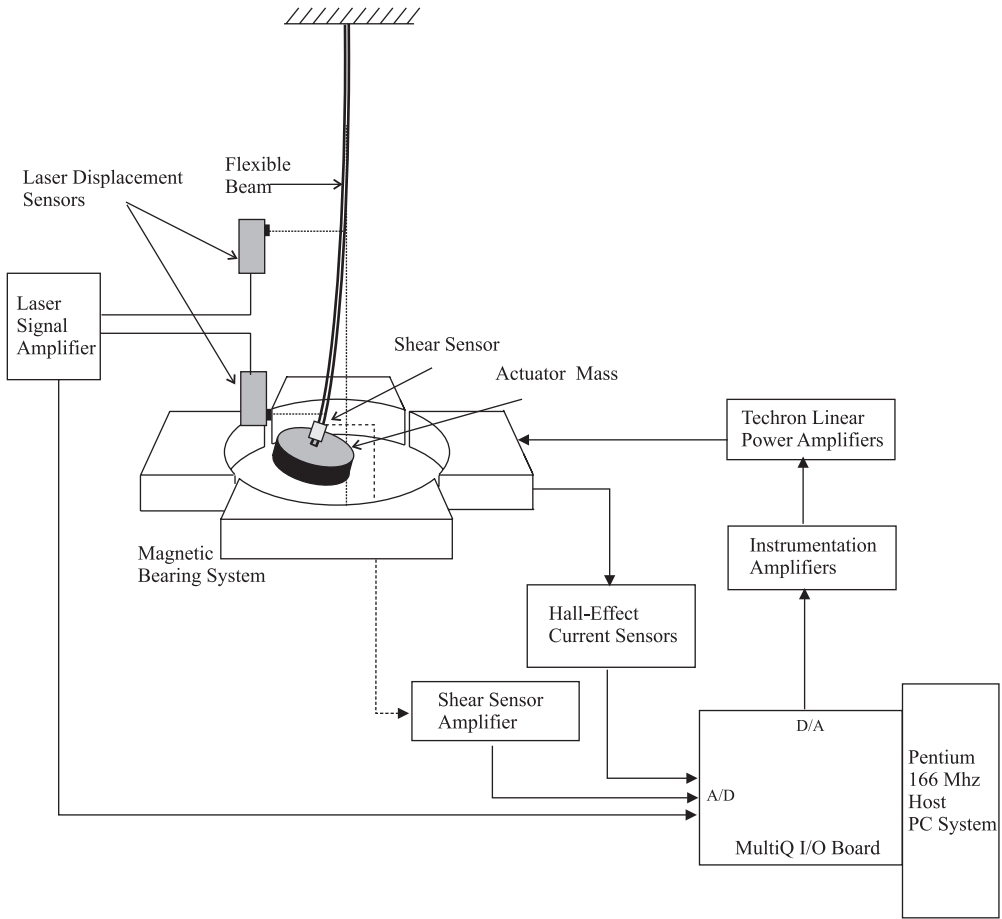 Flexible
Beam
Laser Displacement
Sensors
Laser
Signal
Amplifier
Shear Sensor
Actuator Mass
Techron Linear
Power Amplifiers
Instrumentation
Amplifiers
Magnetic
Bearing System
Hall-Effect
Current Sensors
Shear Sensor
Amplifier
D/A
A/D
MultiQ I/O Board
Pentium
166 Mhz
Host
PC System